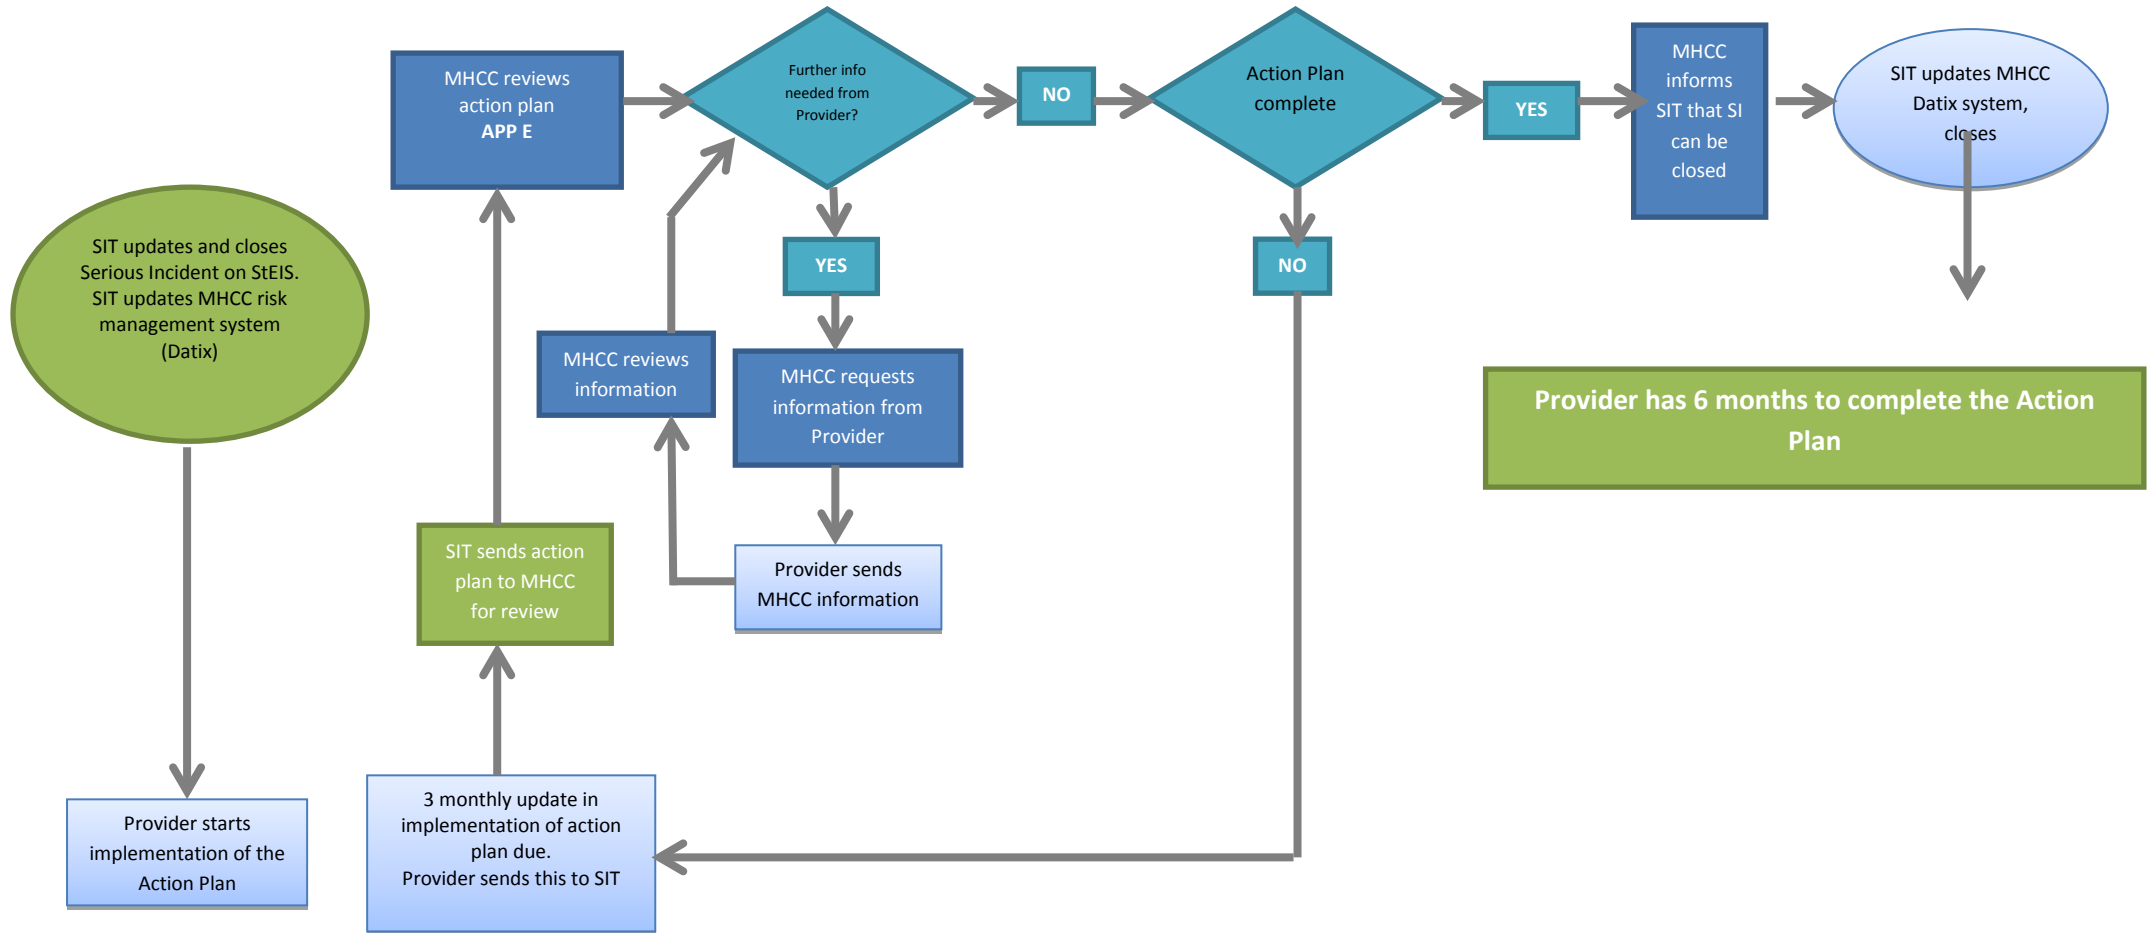 SIT updates and closes
Serious Incident on StEIS.
SIT updates MHCC risk
management system
(Datix)
Provider starts
implementation of the
Action Plan
3 monthly update in
implementation of action
plan due.
Provider sends this to SIT
SIT sends action
plan to MHCC
for review
MHCC reviews
action plan
APP E
Further info
needed from
Provider?
YES
MHCC requests
information from
Provider
Provider sends
MHCC information
MHCC reviews
information
NO
Action Plan
complete
NO
YES
MHCC
informs
SIT that SI
can be
closed
SIT updates MHCC
Datix system,
closes
Provider has 6 months to complete the Action
Plan